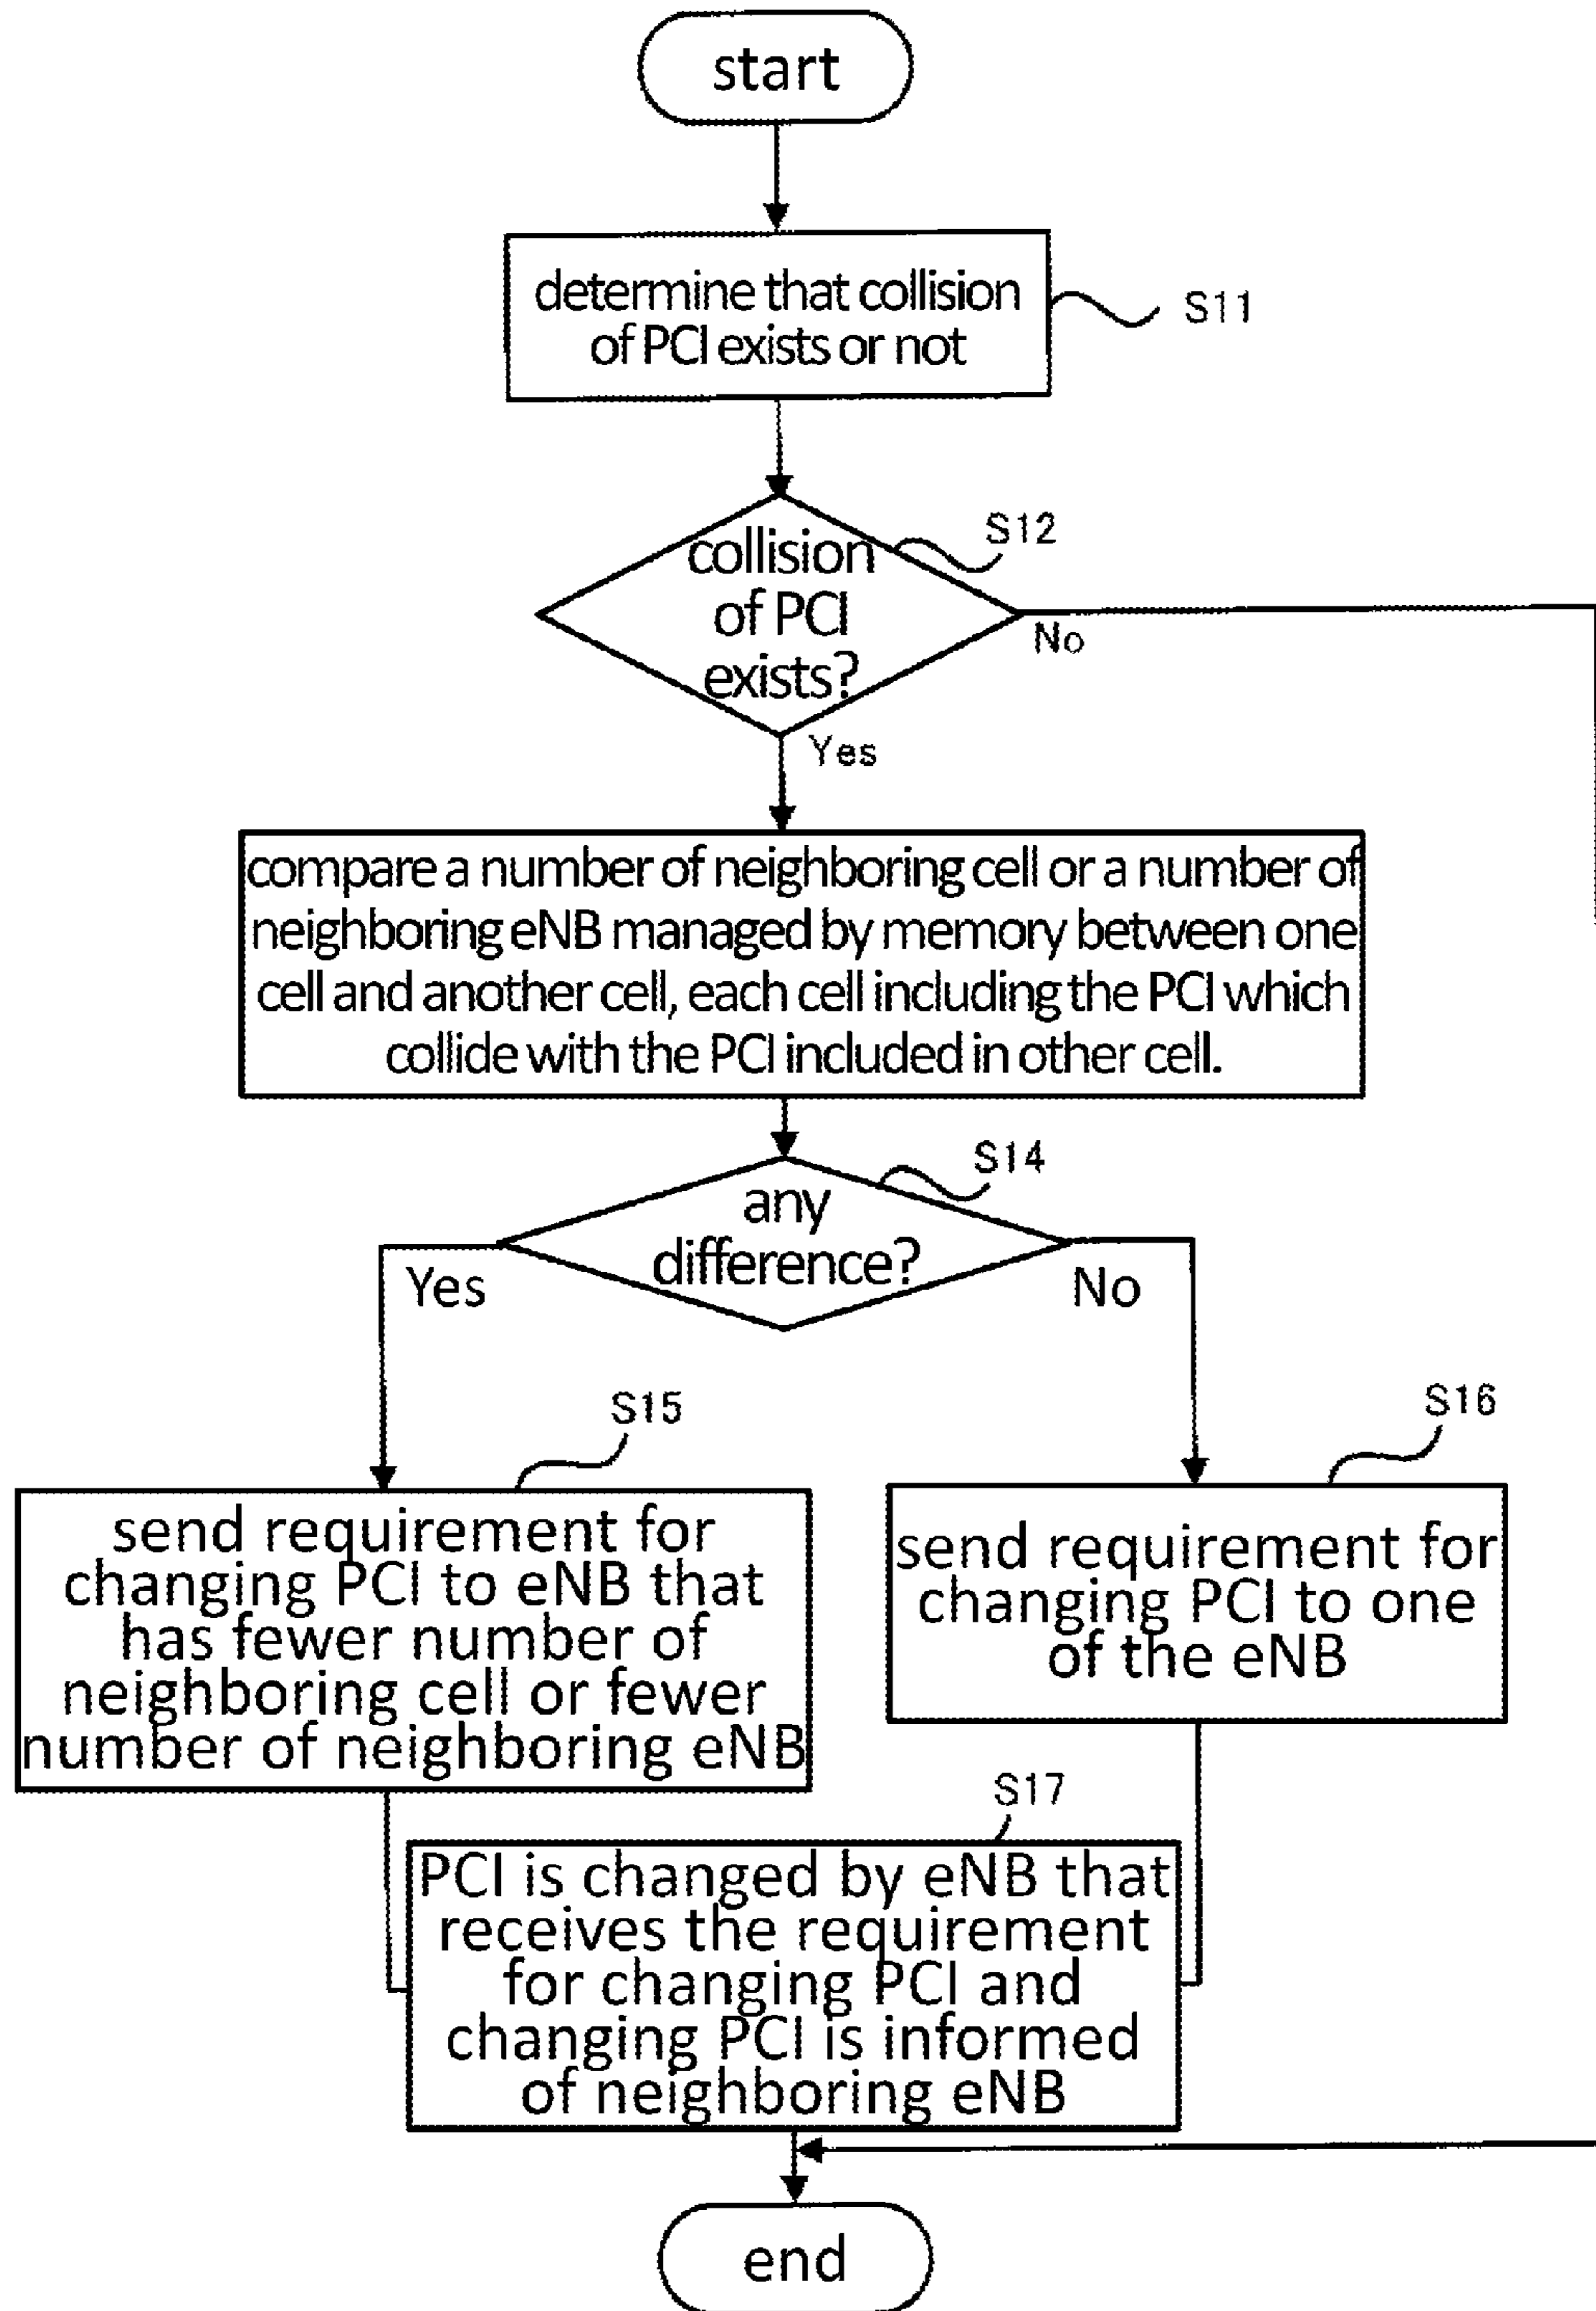 start
determine that collision
of PCI exists or not
S11
S12
collision
of PCI
exists?
No
Yes
compare a number of neighboring cell or a number of
neighboring eNB managed by memory between one
cell and another cell, each cell including the PCI which
collide with the PCI included in other cell.
S14
any
difference?
Yes
No
S15
S16
send requirement for
changing PCI to eNB that
has fewer number of
neighboring cell or fewer
number of neighboring eNB
send requirement for
changing PCI to one
of the eNB
S17
PCI is changed by eNB that
receives the requirement
for changing PCI and
changing PCI is informed
of neighboring eNB
end